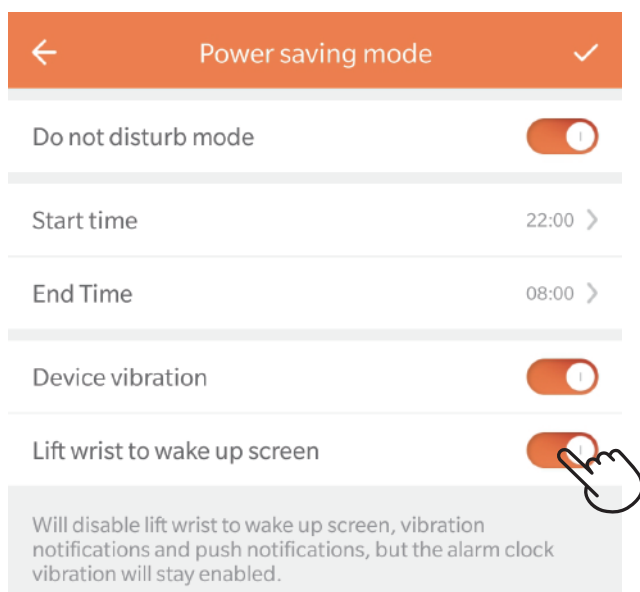 Power saving mode
Do not disturb mode
Start time 22:00
End Time 08:00
Device vibration
Lift wrist to wake up screen
Will disable lift wrist to wake up screen, vibration
notifications and push notifications, but the alarm clock
vibration will stay enabled.